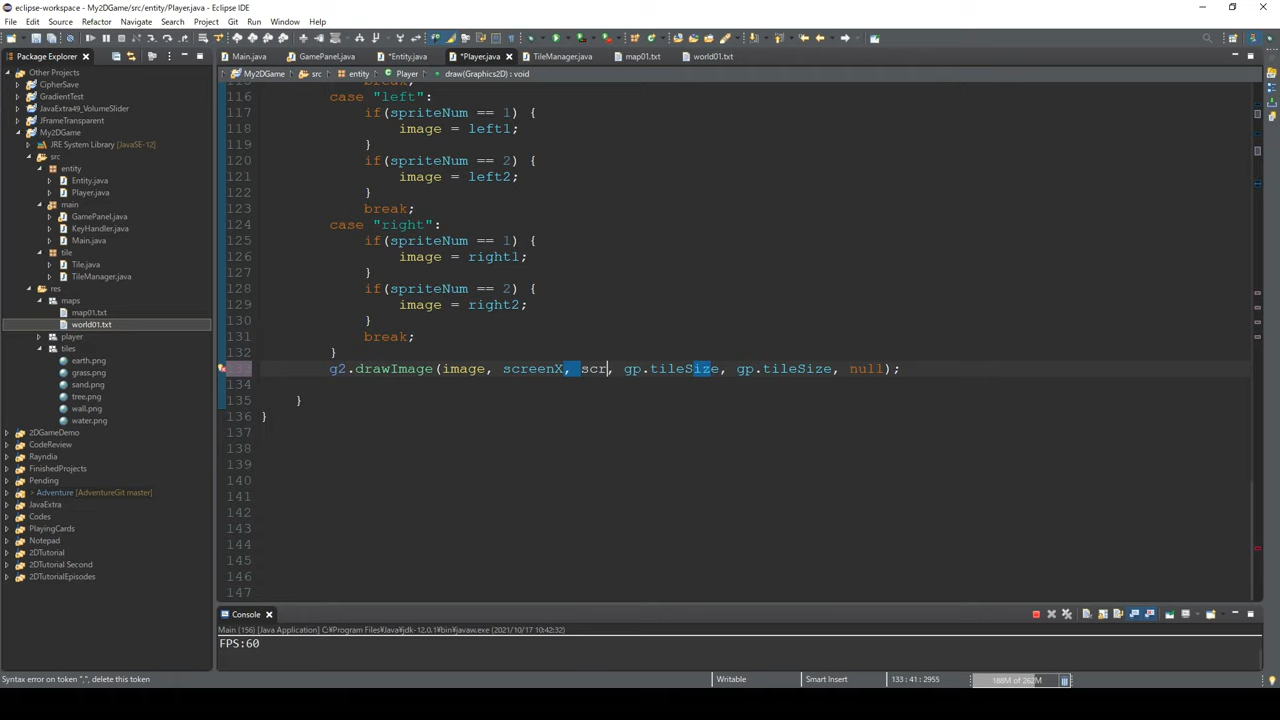 eclipse-workspace - My2DGame/src/entity/Player.java - Eclipse IDE
File Edit Source Refactor Navigate Search Project Git Run Window Help
Package Explorer
Main.java GamePanel.java *Entity.java *Player.java TileManager.java map01.txt world01.txt
My2DGame src entity Player draw(Graphics2D) : void
Other Projects
CipherSave
GradientTest
JavaExtra49_VolumeSlider
JFrameTransparent
My2DGame
JRE System Library [JavaSE-12]
src
entity
Entity.java
Player.java
main
GamePanel.java
KeyHandler.java
Main.java
tile
Tile.java
TileManager.java
res
maps
map01.txt
world01.txt
player
tiles
earth.png
grass.png
sand.png
tree.png
wall.png
water.png
2DGameDemo
CodeReview
Rayndia
FinishedProjects
Pending
> Adventure [AdventureGit master]
JavaExtra
Codes
PlayingCards
Notepad
2DTutorial
2DTutorial Second
2DTutorialEpisodes
break;
116 case "left":
117 if(spriteNum == 1) {
118 image = left1;
119 }
120 if(spriteNum == 2) {
121 image = left2;
122 }
123 break;
124 case "right":
125 if(spriteNum == 1) {
126 image = right1;
127 }
128 if(spriteNum == 2) {
129 image = right2;
130 }
131 break;
132 }
133 g2.drawImage(image, screenX, scr, gp.tileSize, gp.tileSize, null);
134
135 }
136 }
137
138
139
140
141
142
143
144
145
146
147
Console
Main (156) [Java Application] C:¥Program Files¥Java¥jdk-12.0.1¥bin¥javaw.exe (2021/10/17 10:42:32)
FPS:60
Syntax error on token ",", delete this token Writable Smart Insert 133 : 41 : 2955 188M of 262M